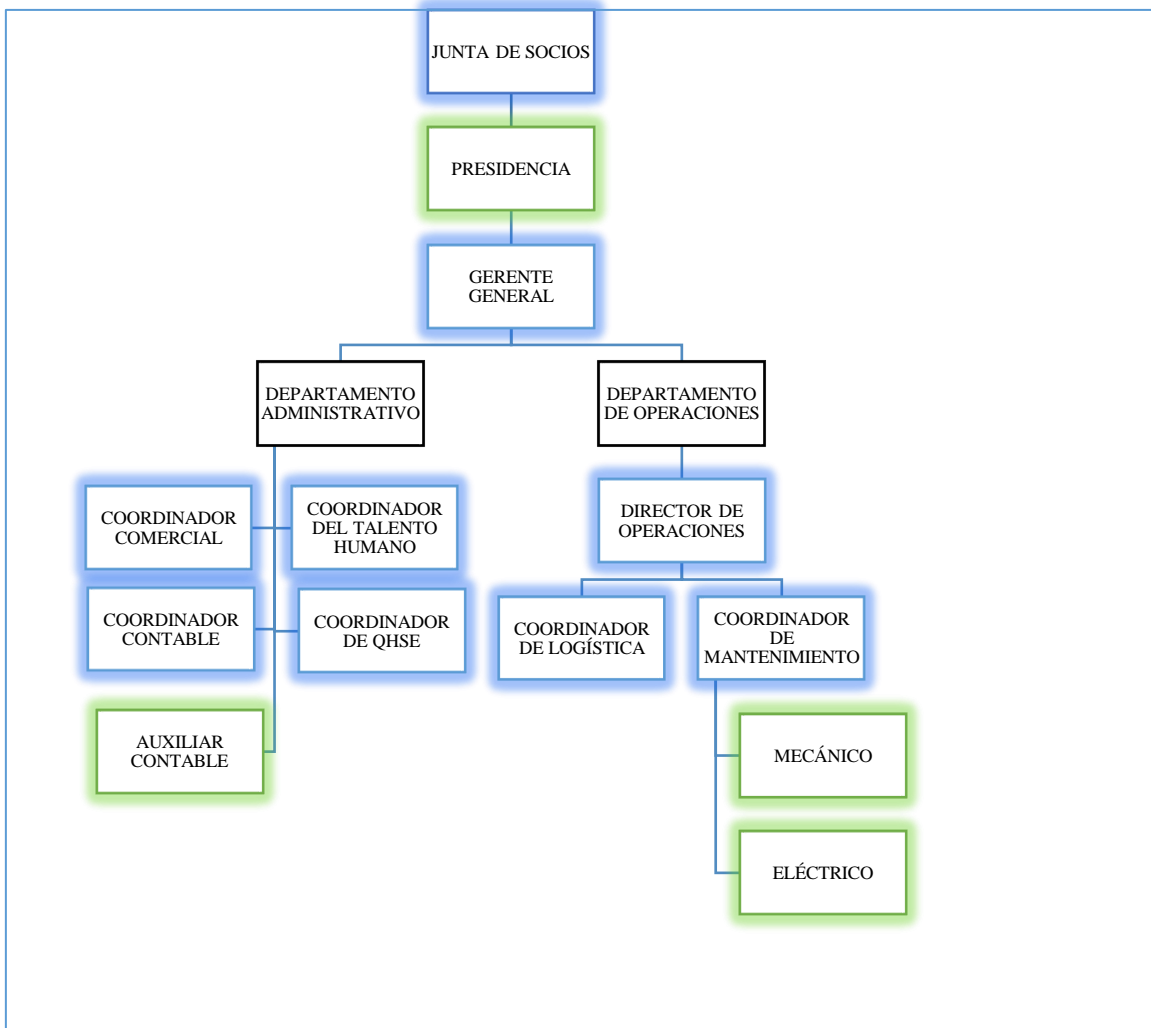 JUNTA DE SOCIOS
PRESIDENCIA
GERENTE
GENERAL
DEPARTAMENTO
ADMINISTRATIVO
DEPARTAMENTO
DE OPERACIONES
COORDINADOR
COMERCIAL
COORDINADOR
DEL TALENTO
HUMANO
DIRECTOR DE
OPERACIONES
COORDINADOR
CONTABLE
COORDINADOR
DE QHSE
COORDINADOR
DE LOGÍSTICA
COORDINADOR
DE
MANTENIMIENTO
AUXILIAR
CONTABLE
MECÁNICO
ELÉCTRICO